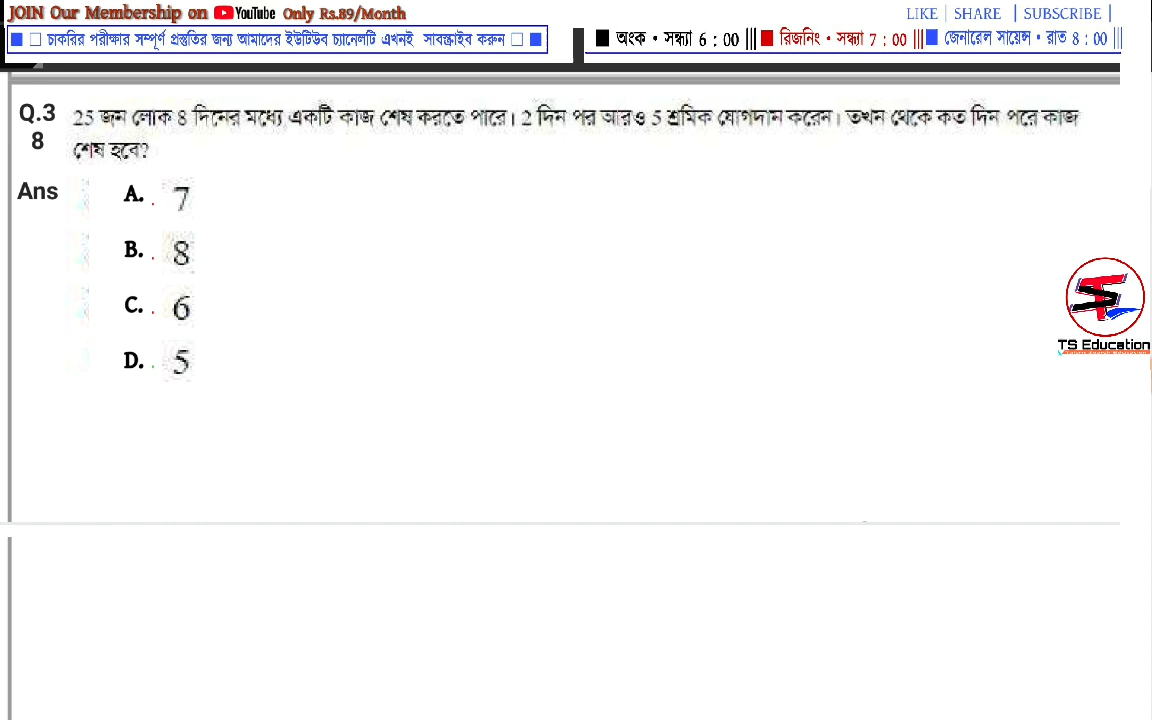 JOIN Our Membership on YouTube Only Rs.89/Month
LIKE | SHARE | SUBSCRIBE |
■ □ চাকরির পরীক্ষার সম্পূর্ণ প্রস্তুতির জন্য আমাদের ইউটিউব চ্যানেলটি এখনই সাবস্ক্রাইব করুন □ ■
■ অংক • সন্ধ্যা 6 : 00 ||| ■ রিজনিং • সন্ধ্যা 7 : 00 ||| ■ জেনারেল সায়েন্স • রাত 8 : 00 |||
Q.3
8
25 জন লোক 8 দিনের মধ্যে একটি কাজ শেষ করতে পারে। 2 দিন পর আরও 5 শ্রমিক যোগদান করেন। তখন থেকে কত দিন পরে কাজ
শেষ হবে?
Ans
A. . 7
B. . 8
C. . 6
D. . 5
TS Education